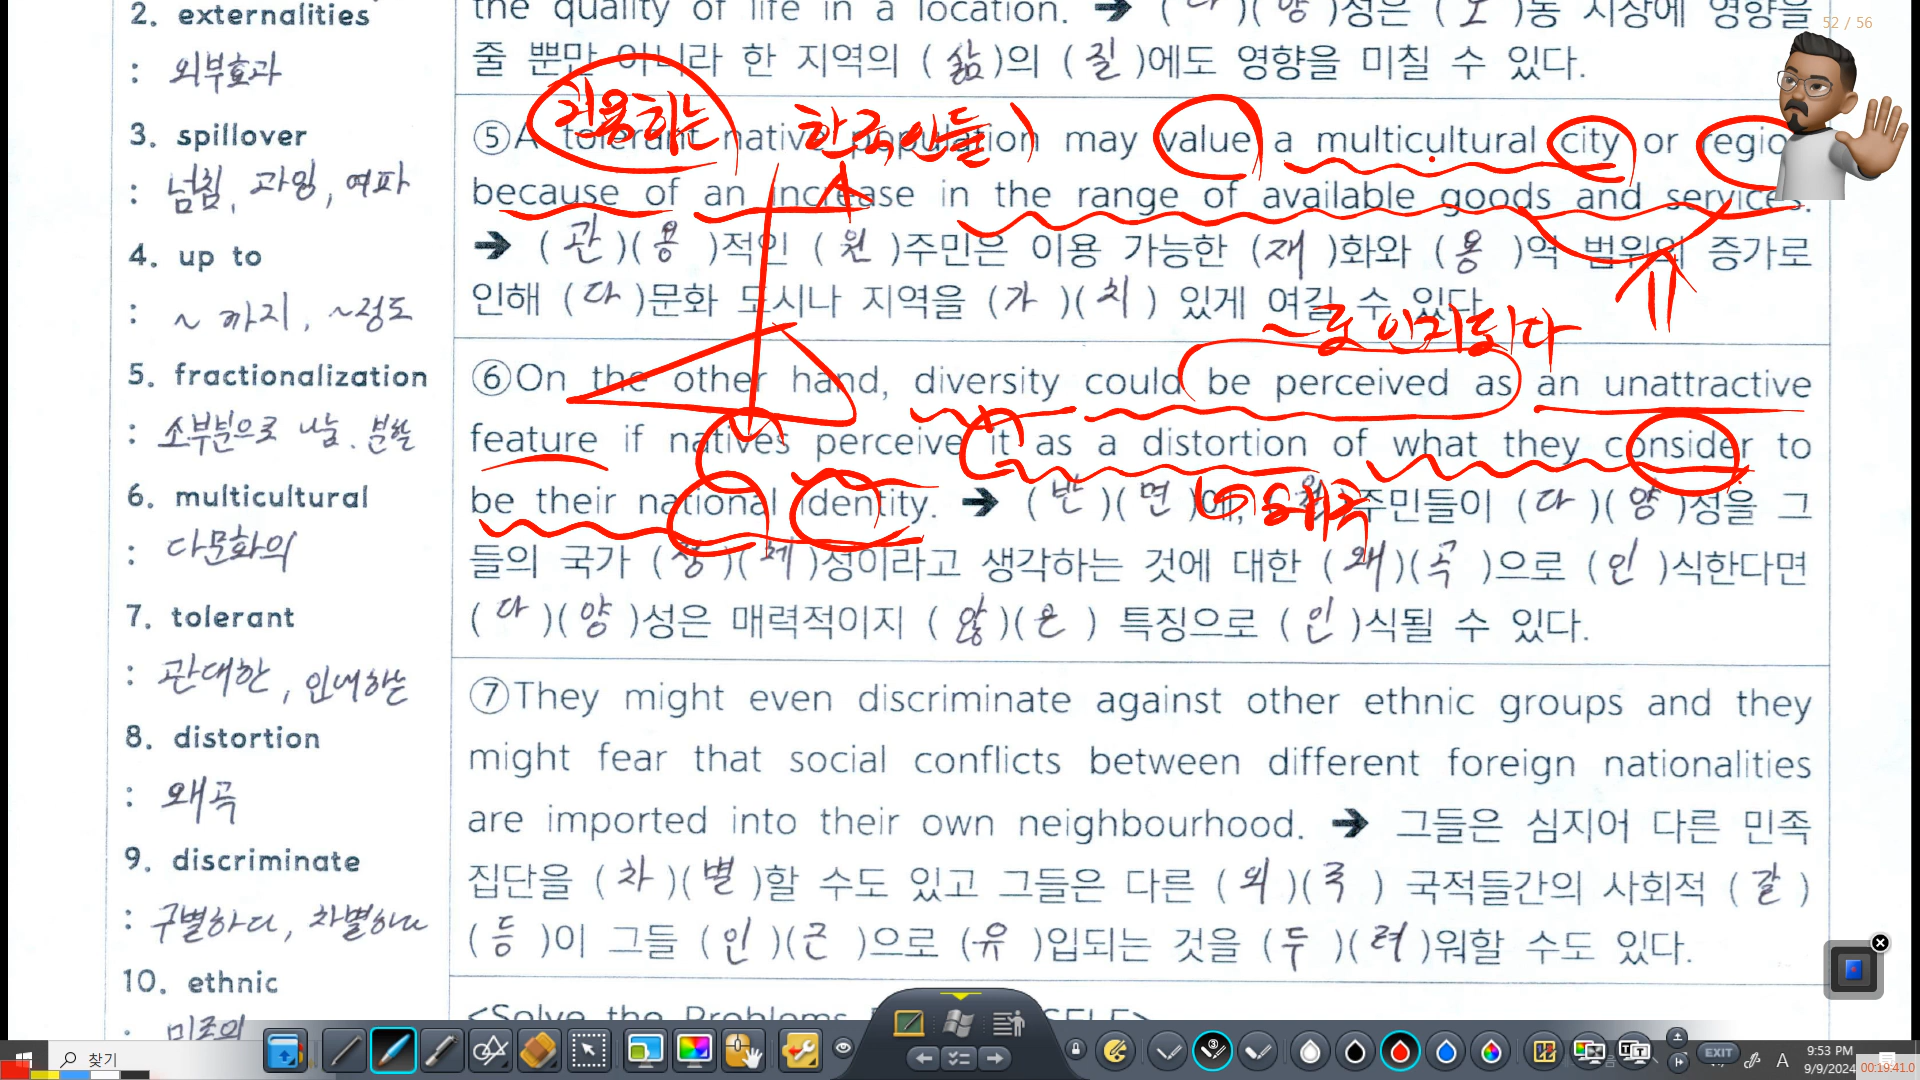 2. externalities
: 외부효과
3. spillover
: 넘침, 과잉, 여파
4. up to
: ~ 까지, ~정도
5. fractionalization
: 소부분으로 나눔. 분할
6. multicultural
: 다문화의
7. tolerant
: 관대한, 인내하는
8. distortion
: 왜곡
9. discriminate
: 구별하다, 차별하다
10. ethnic
the quality of life in a location. ➔ ( 다 )( 양 )성은 ( 노 )동 시장에 영향을
줄 뿐만 아니라 한 지역의 ( 삶 )의 ( 질 )에도 영향을 미칠 수 있다.
관용하는 한국인들
⑤A tolerant native population may value a multicultural city or regio
because of an increase in the range of available goods and services.
➔ ( 관 )( 용 )적인 ( 원 )주민은 이용 가능한 ( 재 )화와 ( 용 )역 범위의 증가로
인해 ( 다 )문화 도시나 지역을 ( 가 )( 치 ) 있게 여길 수 있다.
~로 인지되다
⑥On the other hand, diversity could be perceived as an unattractive
feature if natives perceive it as a distortion of what they consider to
be their national identity. ➔ ( 반 )( 면 )에, 원주민들이 ( 다 )( 양 )성을 그
왜곡
들의 국가 ( 정 )( 체 )성이라고 생각하는 것에 대한 ( 왜 )( 곡 )으로 ( 인 )식한다면
( 다 )( 양 )성은 매력적이지 ( 않 )( 은 ) 특징으로 ( 인 )식될 수 있다.
⑦They might even discriminate against other ethnic groups and they
might fear that social conflicts between different foreign nationalities
are imported into their own neighbourhood. ➔ 그들은 심지어 다른 민족
집단을 ( 차 )( 별 )할 수도 있고 그들은 다른 ( 외 )( 국 ) 국적들간의 사회적 ( 갈 )
( 등 )이 그들 ( 인 )( 근 )으로 ( 유 )입되는 것을 ( 두 )( 려 )워할 수도 있다.
<Solve the Problems
52 / 56
찾기
EXIT
A
9:53 PM
9/9/2024
00:19:41.0